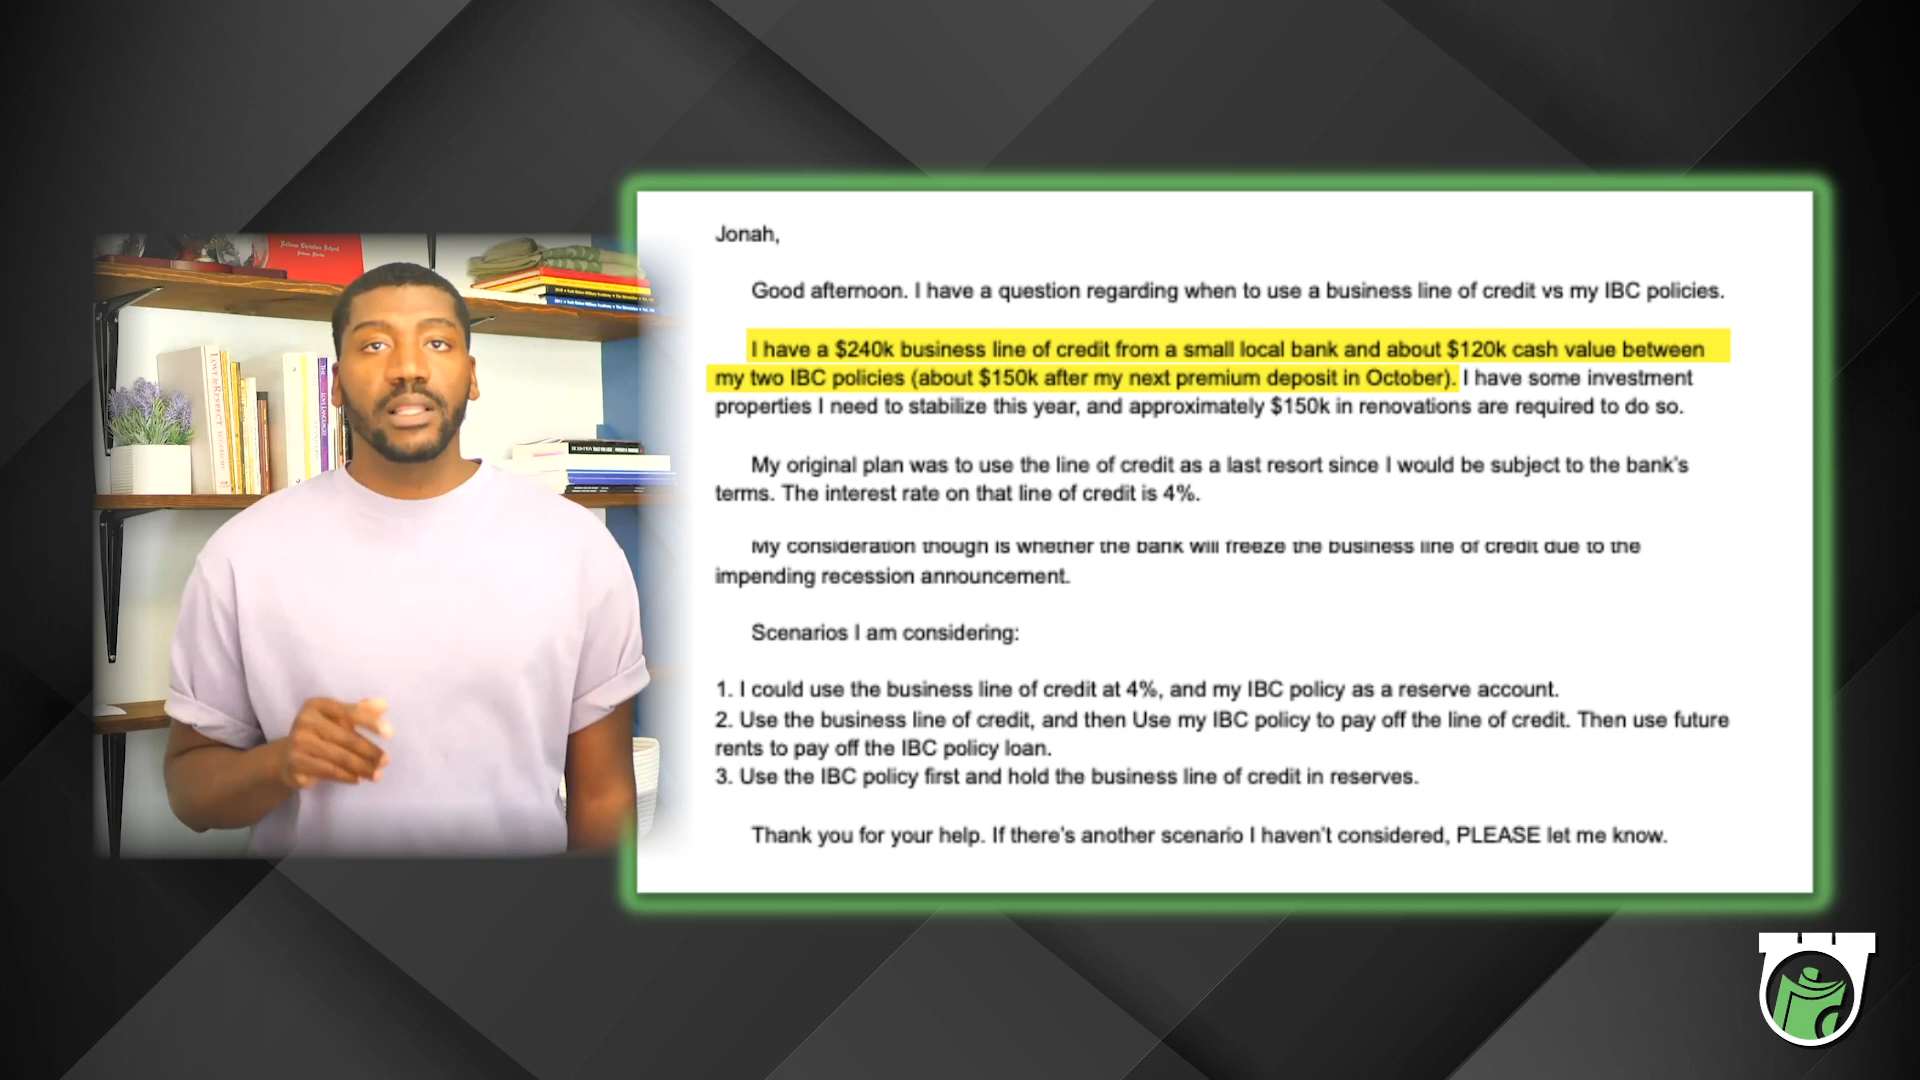 Jonah,
Good afternoon. I have a question regarding when to use a business line of credit vs my IBC policies.
I have a $240k business line of credit from a small local bank and about $120k cash value between
my two IBC policies (about $150k after my next premium deposit in October). I have some investment
properties I need to stabilize this year, and approximately $150k in renovations are required to do so.
My original plan was to use the line of credit as a last resort since I would be subject to the bank's
terms. The interest rate on that line of credit is 4%.
My consideration though is whether the bank will freeze the business line of credit due to the
impending recession announcement.
Scenarios I am considering:
1. I could use the business line of credit at 4%, and my IBC policy as a reserve account.
2. Use the business line of credit, and then Use my IBC policy to pay off the line of credit. Then use future
rents to pay off the IBC policy loan.
3. Use the IBC policy first and hold the business line of credit in reserves.
Thank you for your help. If there's another scenario I haven't considered, PLEASE let me know.